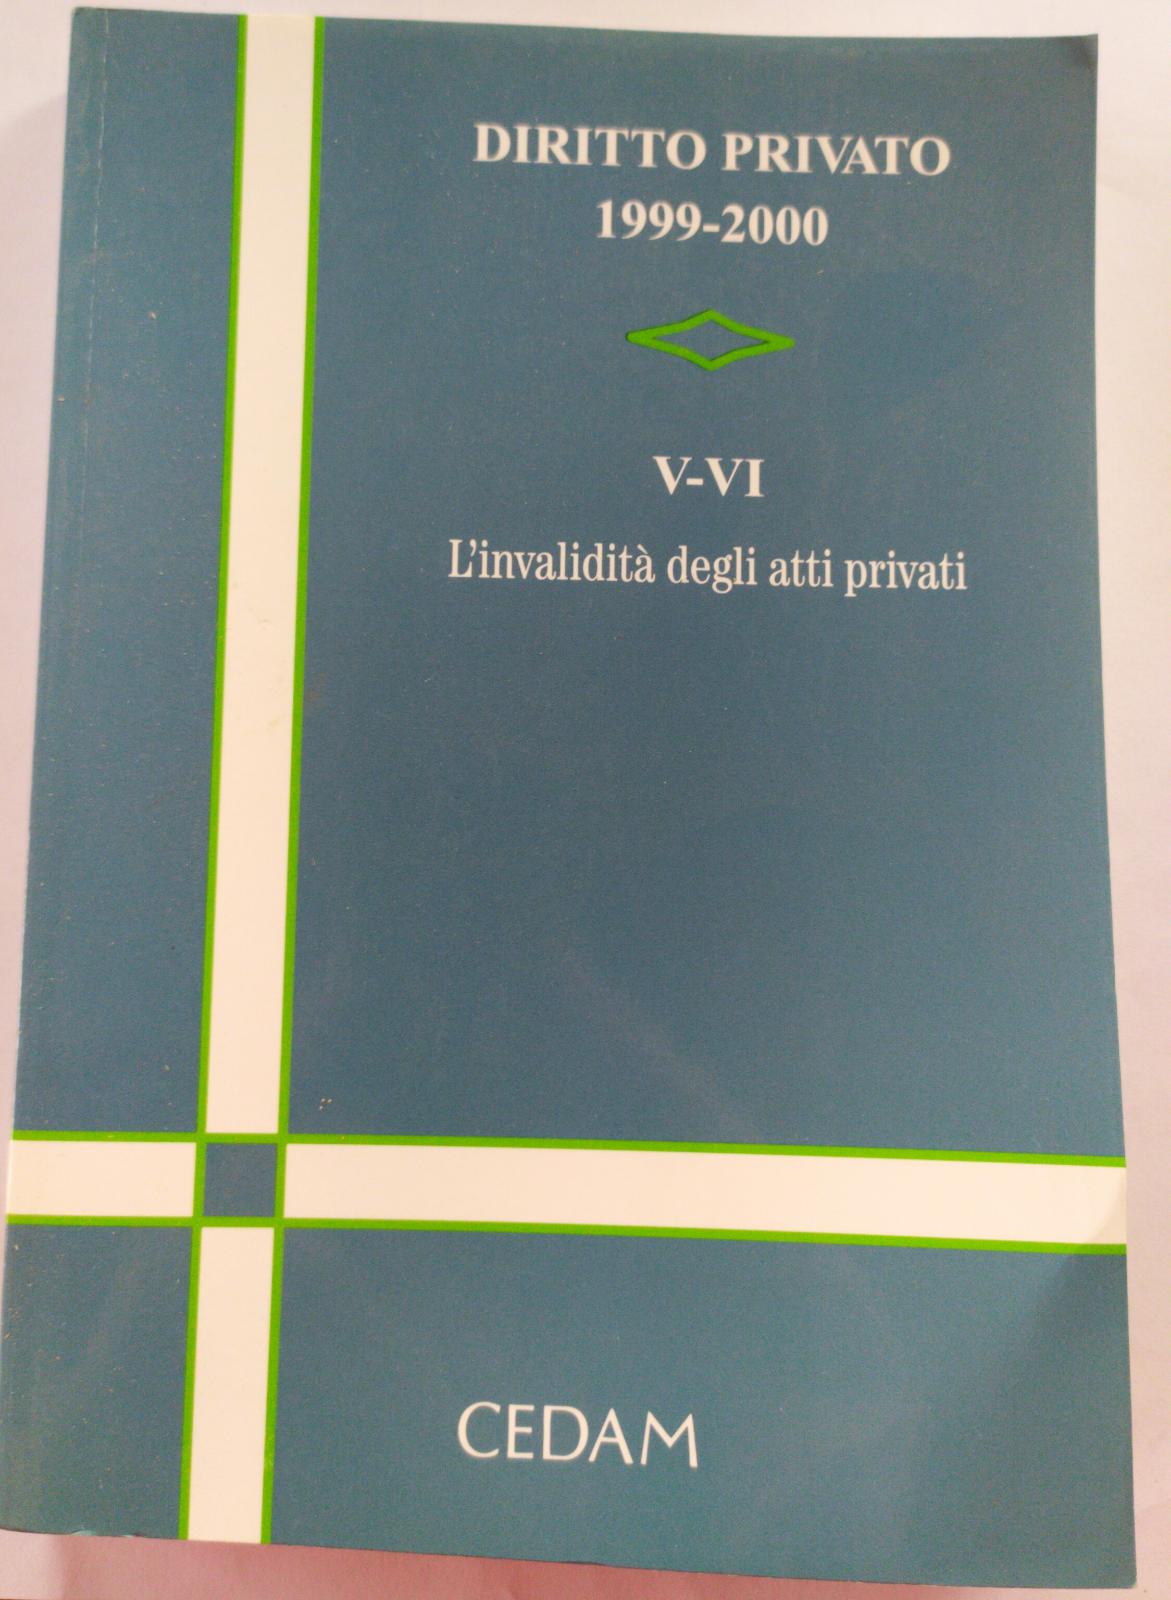 DIRITTO PRIVATO
1999-2000
V-VI
L'invalidità degli atti privati
CEDAM